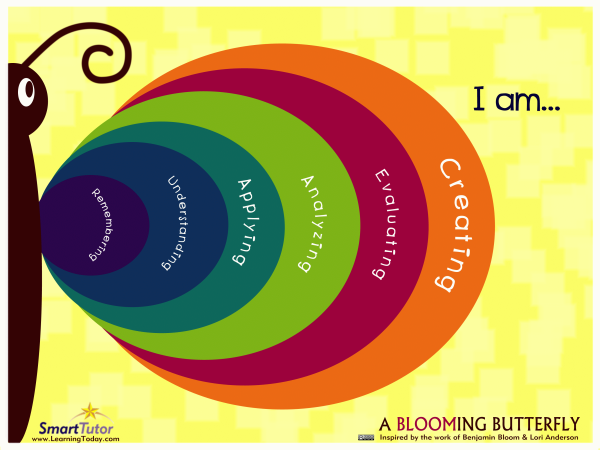 I am...
Remembering
Understanding
Applying
Analyzing
Evaluating
Creating
SmartTutor
www.LearningToday.com
A BLOOMING BUTTERFLY
Inspired by the work of Benjamin Bloom & Lori Anderson